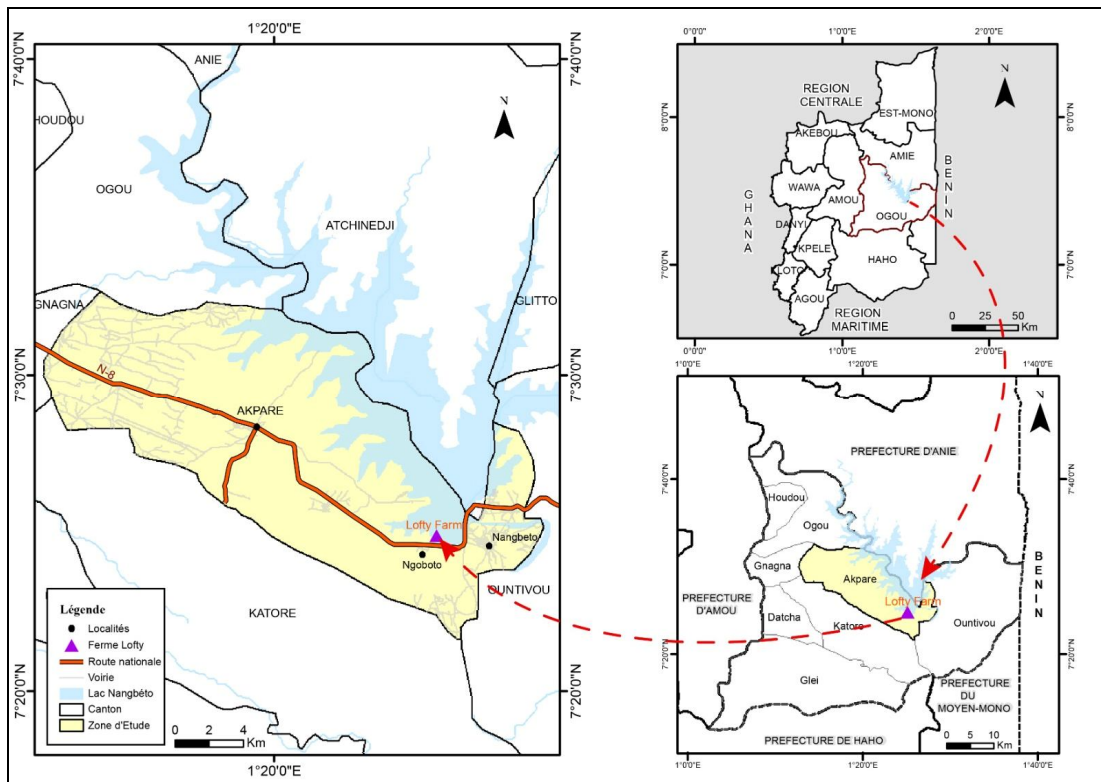 1°20'0"E
7°40'0"N
7°40'0"N
ANIE
HOUDOU
N
OGOU
ATCHINEDJI
GNAGNA
GLITTO
7°30'0"N
7°30'0"N
N-8
AKPARE
Lofty Farm
Nangbeto
Ngoboto
OUNTIVOU
KATORE
Légende
Localités
Ferme Lofty
Route nationale
Voirie
Lac Nangbéto
Canton
Zone d'Etude
0 2 4
Km
7°20'0"N
7°20'0"N
1°20'0"E
0°0'0"
1°0'0"E
2°0'0"E
N
REGION
CENTRALE
EST-MONO
8°0'0"N
8°0'0"N
AKEBOU
AMIE
WAWA
AMOU
OGOU
BENIN
GHANA
DANYI
KPELE
HAHO
KLOTO
AGOU
7°0'0"N
7°0'0"N
REGION
MARITIME
0 25 50
Km
0°0'0"
1°0'0"E
2°0'0"E
1°0'0"E
1°20'0"E
1°40'0"E
N
PREFECTURE D'ANIE
7°40'0"N
7°40'0"N
Houdou
Ogou
Gnagna
Akpare
BENIN
PREFECTURE
D'AMOU
Lofty Farm
Datcha
Katore
Ountivou
7°20'0"N
7°20'0"N
Glei
PREFECTURE
DU
MOYEN-MONO
PREFECTURE DE HAHO
0 5 10
Km
1°0'0"E
1°20'0"E
1°40'0"E